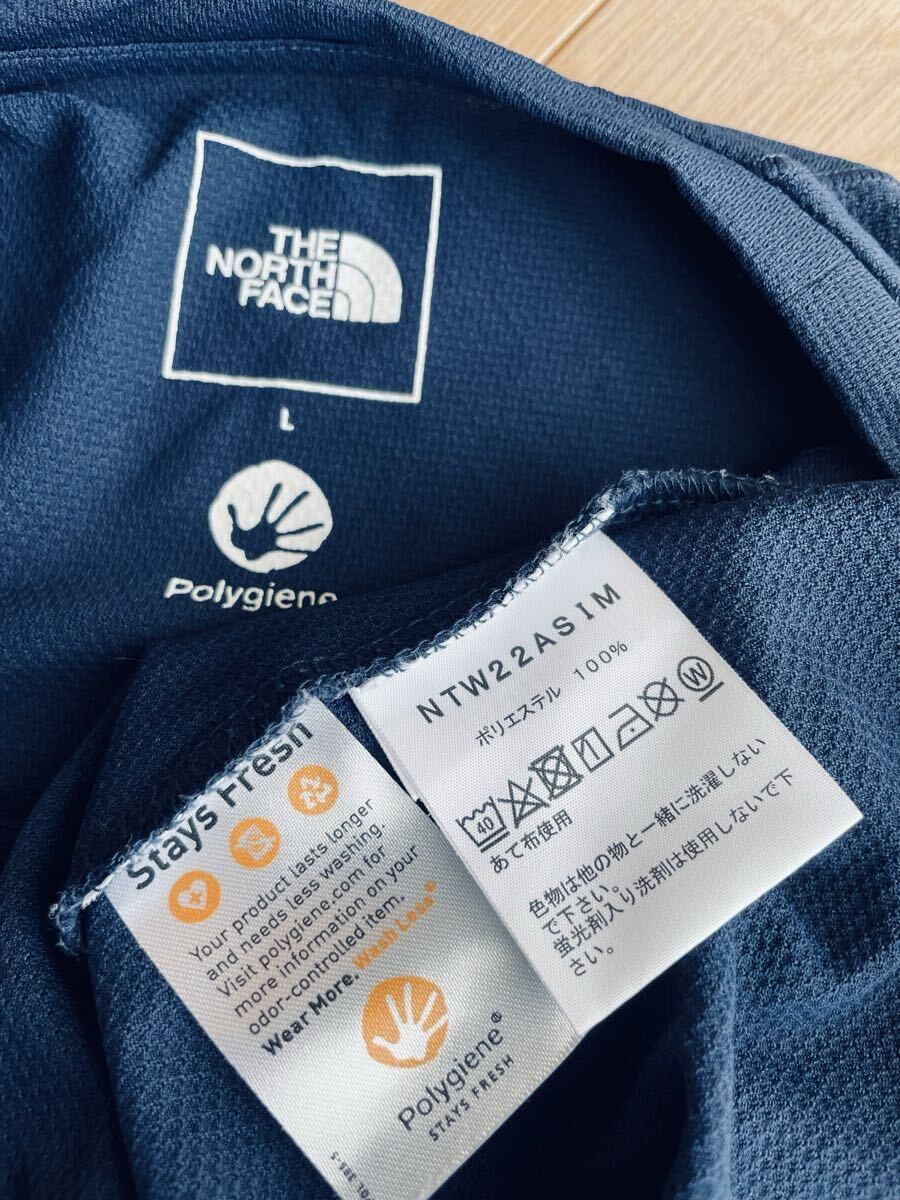 THE
NORTH
FACE
L
Polygiene
NTW22ASIM
ポリエステル 100%
40
W
あて布使用
色物は他の物と一緒に洗濯しない
で下さい。
蛍光剤入り洗剤は使用しないで下
さい。
Stays Fresh
Your product lasts longer
and needs less washing.
Visit polygiene.com for
more information on your
odor-controlled item.
Wear More. Wash Less®
Polygiene®
STAYS FRESH